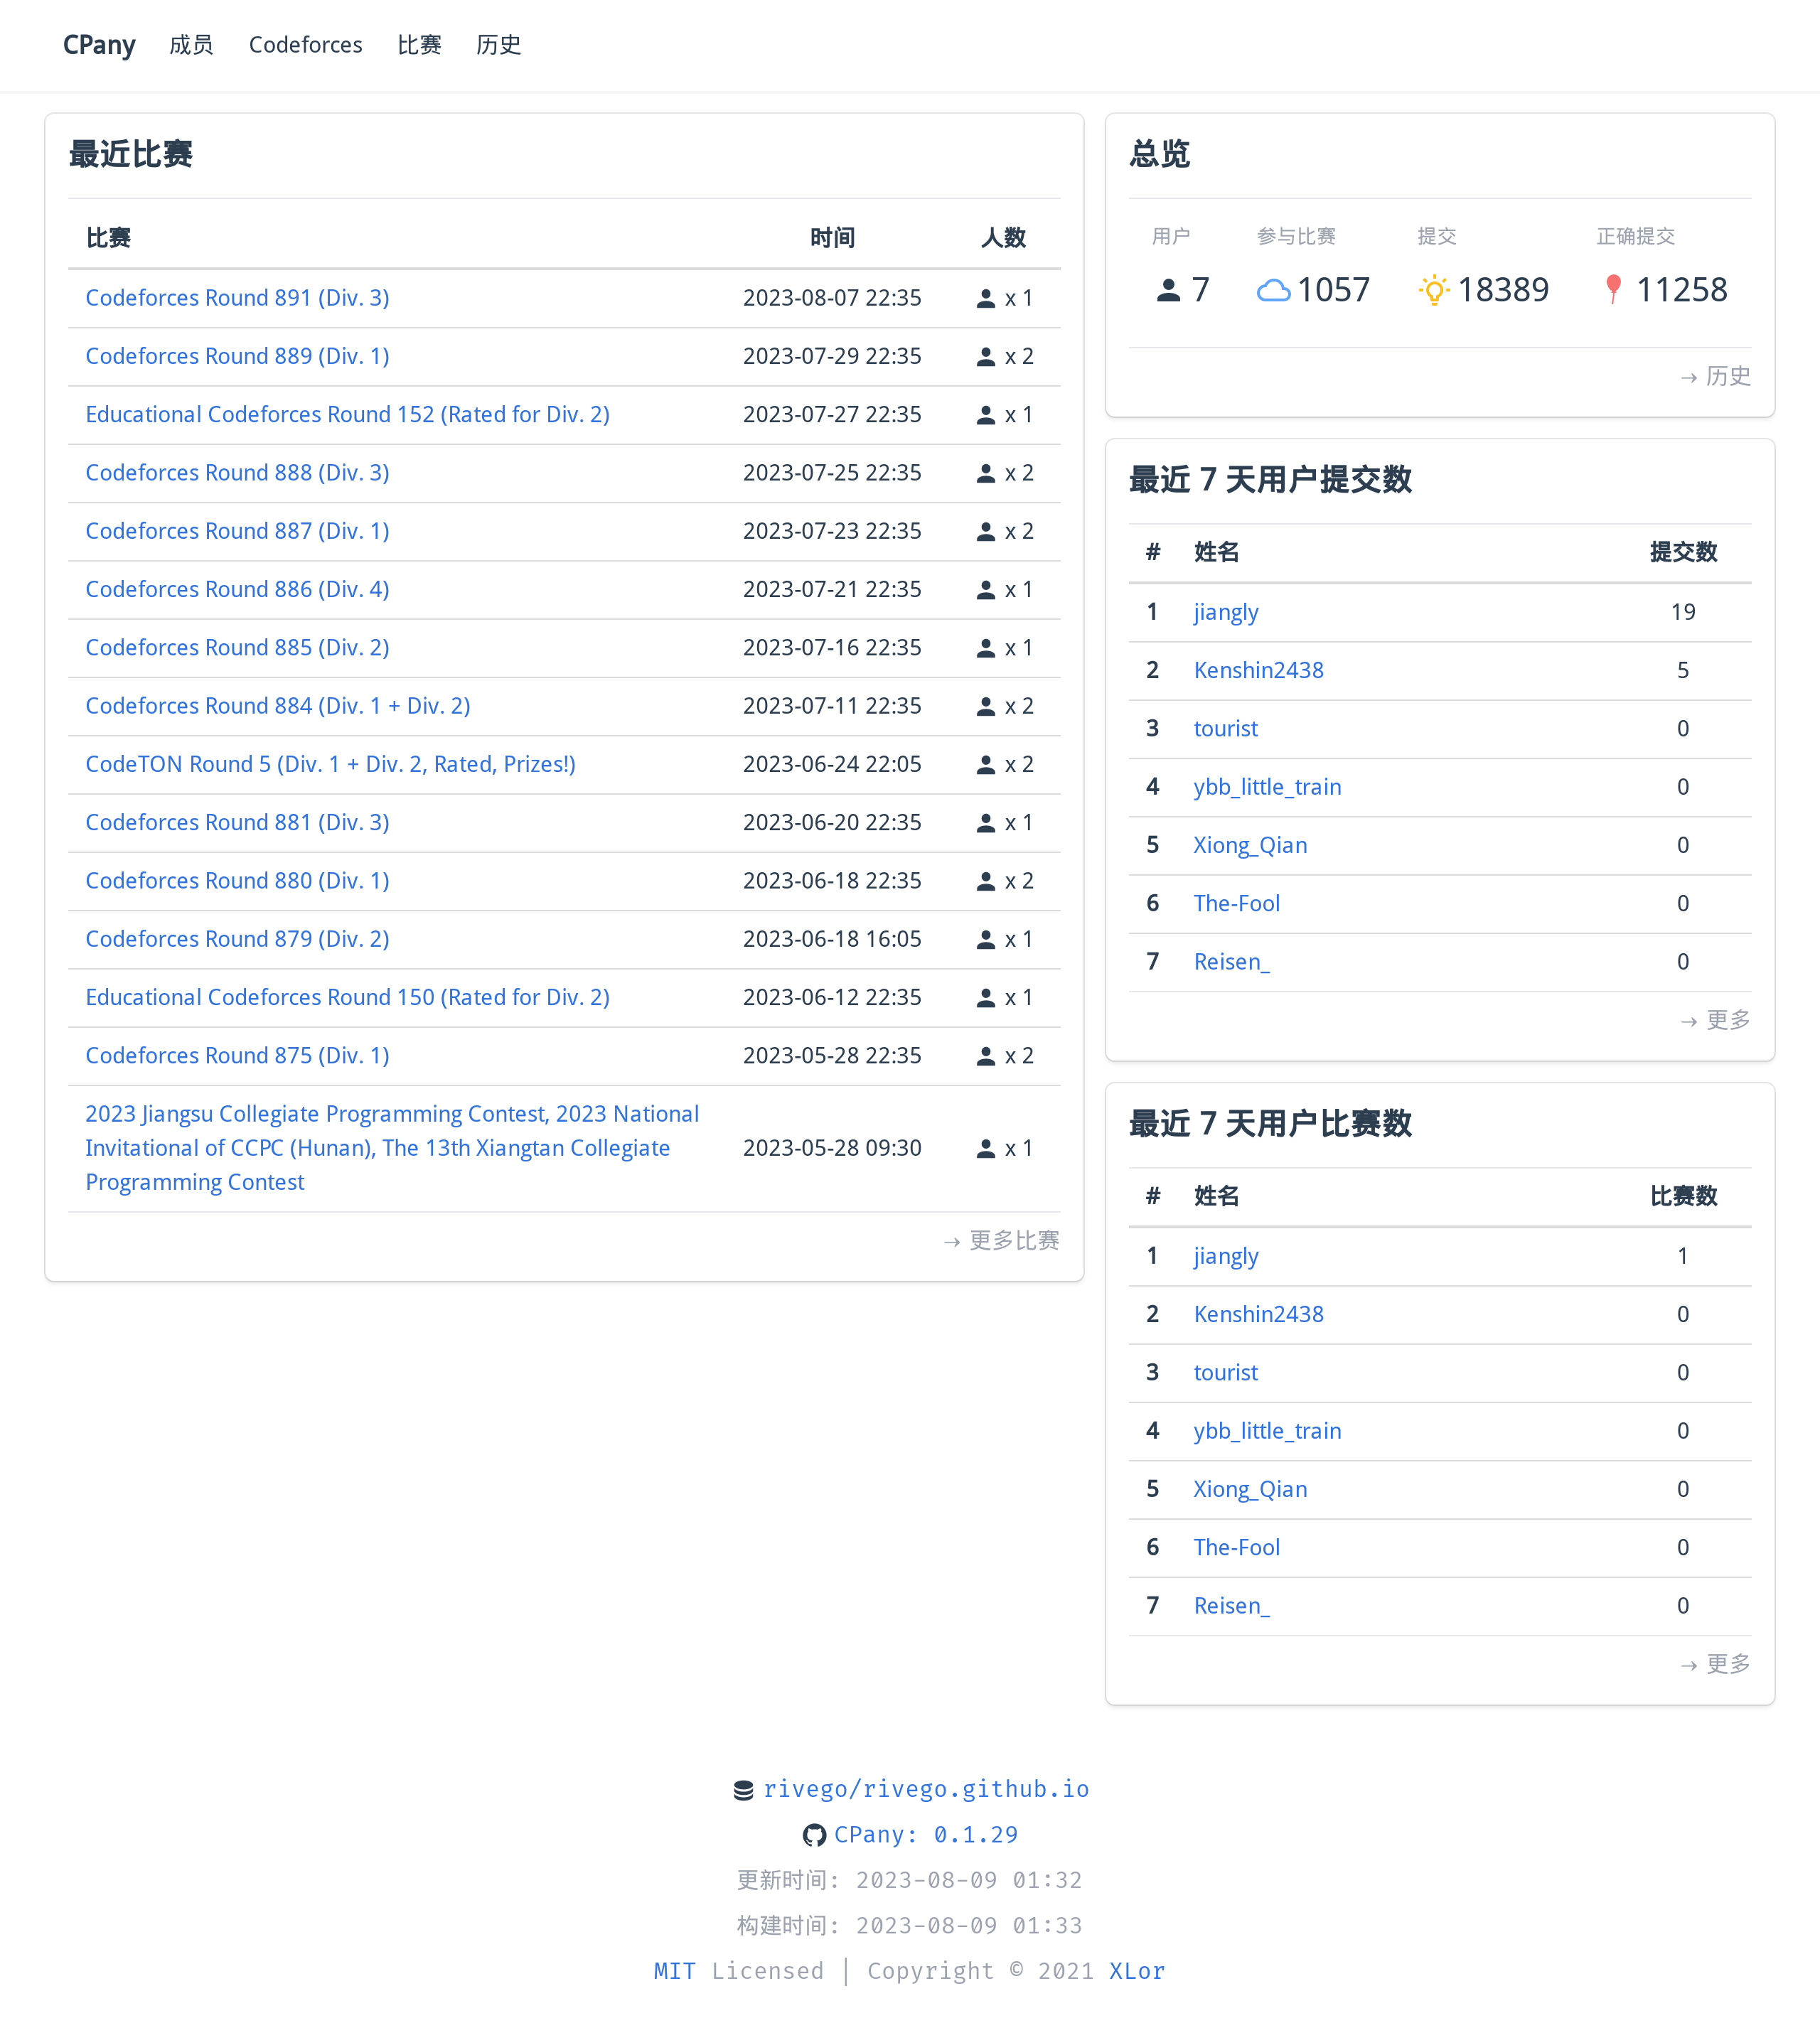 CPany 成员 Codeforces 比赛 历史
最近比赛
比赛 时间 人数
Codeforces Round 891 (Div. 3) 2023-08-07 22:35 x 1
Codeforces Round 889 (Div. 1) 2023-07-29 22:35 x 2
Educational Codeforces Round 152 (Rated for Div. 2) 2023-07-27 22:35 x 1
Codeforces Round 888 (Div. 3) 2023-07-25 22:35 x 2
Codeforces Round 887 (Div. 1) 2023-07-23 22:35 x 2
Codeforces Round 886 (Div. 4) 2023-07-21 22:35 x 1
Codeforces Round 885 (Div. 2) 2023-07-16 22:35 x 1
Codeforces Round 884 (Div. 1 + Div. 2) 2023-07-11 22:35 x 2
CodeTON Round 5 (Div. 1 + Div. 2, Rated, Prizes!) 2023-06-24 22:05 x 2
Codeforces Round 881 (Div. 3) 2023-06-20 22:35 x 1
Codeforces Round 880 (Div. 1) 2023-06-18 22:35 x 2
Codeforces Round 879 (Div. 2) 2023-06-18 16:05 x 1
Educational Codeforces Round 150 (Rated for Div. 2) 2023-06-12 22:35 x 1
Codeforces Round 875 (Div. 1) 2023-05-28 22:35 x 2
2023 Jiangsu Collegiate Programming Contest, 2023 National
Invitational of CCPC (Hunan), The 13th Xiangtan Collegiate
Programming Contest
2023-05-28 09:30 x 1
→ 更多比赛
总览
用户 参与比赛 提交 正确提交
7 1057 18389 11258
→ 历史
最近 7 天用户提交数
# 姓名 提交数
1 jiangly 19
2 Kenshin2438 5
3 tourist 0
4 ybb_little_train 0
5 Xiong_Qian 0
6 The-Fool 0
7 Reisen_ 0
→ 更多
最近 7 天用户比赛数
# 姓名 比赛数
1 jiangly 1
2 Kenshin2438 0
3 tourist 0
4 ybb_little_train 0
5 Xiong_Qian 0
6 The-Fool 0
7 Reisen_ 0
→ 更多
rivego/rivego.github.io
CPany: 0.1.29
更新时间: 2023-08-09 01:32
构建时间: 2023-08-09 01:33
MIT Licensed | Copyright © 2021 XLor